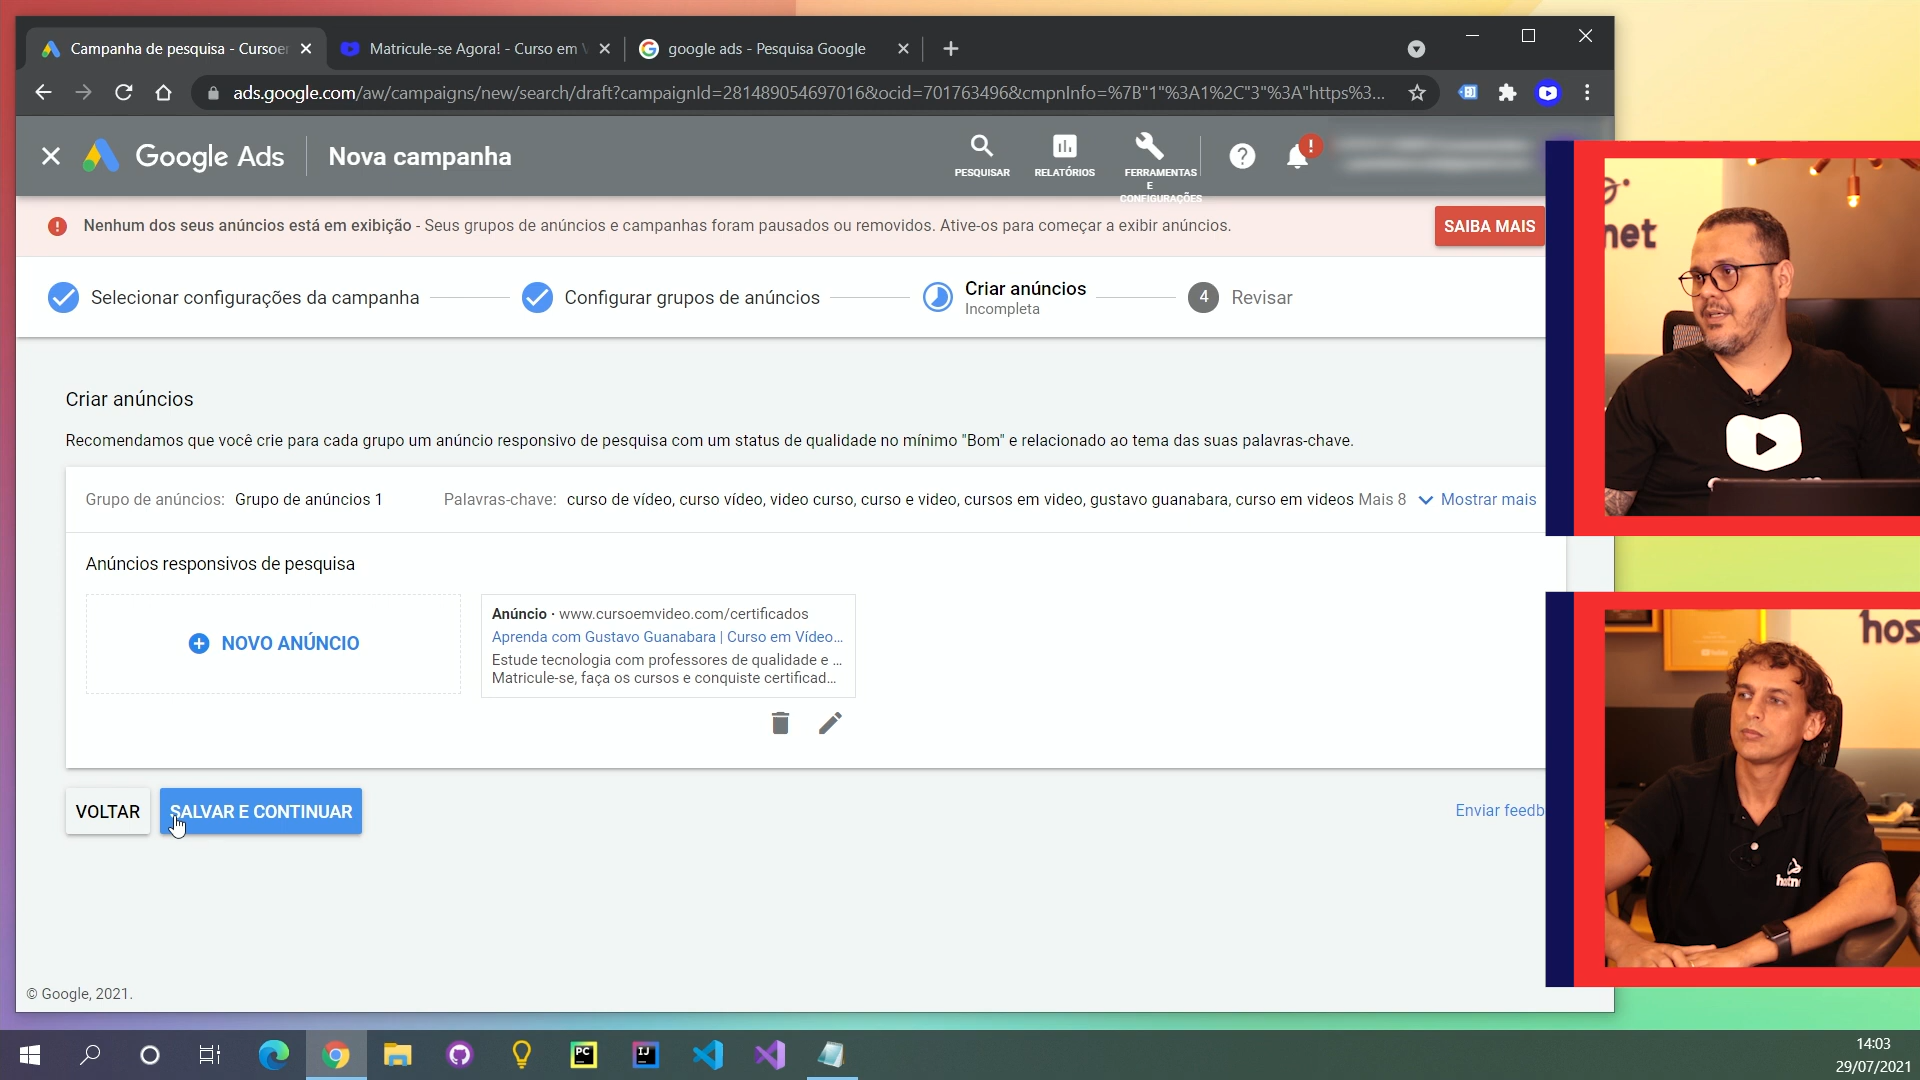 Campanha de pesquisa - Cursoe
Matricule-se Agora! - Curso em V
google ads - Pesquisa Google
ads.google.com/aw/campaigns/new/search/draft?campaignId=281489054697016&ocid=701763496&cmpnInfo=%7B"1"%3A1%2C"3"%3A"https%3...
Google Ads
Nova campanha
PESQUISAR
RELATÓRIOS
FERRAMENTAS
E
CONFIGURAÇÕES
Nenhum dos seus anúncios está em exibição - Seus grupos de anúncios e campanhas foram pausados ou removidos. Ative-os para começar a exibir anúncios.
SAIBA MAIS
Selecionar configurações da campanha
Configurar grupos de anúncios
Criar anúncios
Incompleta
4
Revisar
Criar anúncios
Recomendamos que você crie para cada grupo um anúncio responsivo de pesquisa com um status de qualidade no mínimo "Bom" e relacionado ao tema das suas palavras-chave.
Grupo de anúncios: Grupo de anúncios 1
Palavras-chave: curso de vídeo, curso vídeo, video curso, curso e video, cursos em video, gustavo guanabara, curso em videos Mais 8
Mostrar mais
Anúncios responsivos de pesquisa
NOVO ANÚNCIO
Anúncio · www.cursoemvideo.com/certificados
Aprenda com Gustavo Guanabara | Curso em Vídeo...
Estude tecnologia com professores de qualidade e ...
Matricule-se, faça os cursos e conquiste certificad...
VOLTAR
SALVAR E CONTINUAR
Enviar feedb
© Google, 2021.
net
hos
hostn
PC
IJ
14:03
29/07/2021